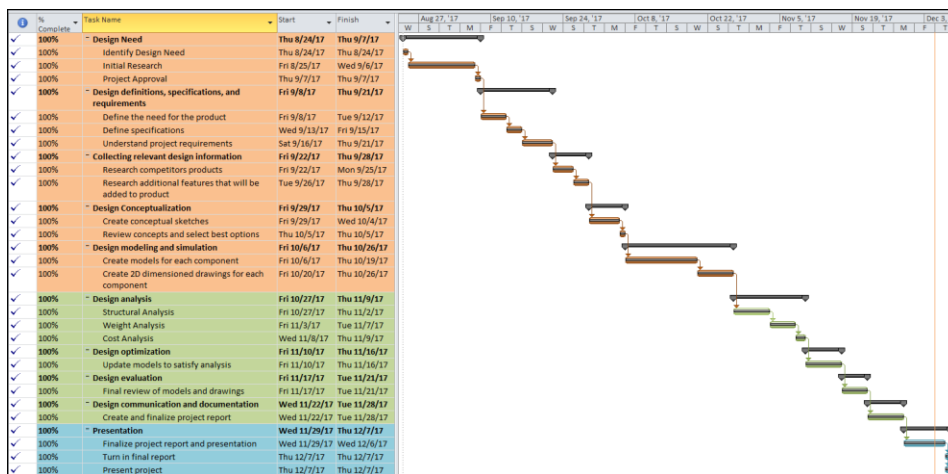 % Complete Task Name Start Finish Aug 27, '17 Sep 10, '17 Sep 24, '17 Oct 8, '17 Oct 22, '17 Nov 5, '17 Nov 19, '17 Dec 3,
W S T M F T S W S T M F T S W S T M F T
100% Design Need Thu 8/24/17 Thu 9/7/17
100% Identify Design Need Thu 8/24/17 Thu 8/24/17
100% Initial Research Fri 8/25/17 Wed 9/6/17
100% Project Approval Thu 9/7/17 Thu 9/7/17
100% Design definitions, specifications, and Fri 9/8/17 Thu 9/21/17
requirements
100% Define the need for the product Fri 9/8/17 Tue 9/12/17
100% Define specifications Wed 9/13/17 Fri 9/15/17
100% Understand project requirements Sat 9/16/17 Thu 9/21/17
100% Collecting relevant design information Fri 9/22/17 Thu 9/28/17
100% Research competitors products Fri 9/22/17 Mon 9/25/17
100% Research additional features that will be Tue 9/26/17 Thu 9/28/17
added to product
100% Design Conceptualization Fri 9/29/17 Thu 10/5/17
100% Create conceptual sketches Fri 9/29/17 Wed 10/4/17
100% Review concepts and select best options Thu 10/5/17 Thu 10/5/17
100% Design modeling and simulation Fri 10/6/17 Thu 10/26/17
100% Create models for each component Fri 10/6/17 Thu 10/19/17
100% Create 2D dimensioned drawings for each Fri 10/20/17 Thu 10/26/17
component
100% Design analysis Fri 10/27/17 Thu 11/9/17
100% Structural Analysis Fri 10/27/17 Thu 11/2/17
100% Weight Analysis Fri 11/3/17 Tue 11/7/17
100% Cost Analysis Wed 11/8/17 Thu 11/9/17
100% Design optimization Fri 11/10/17 Thu 11/16/17
100% Update models to satisfy analysis Fri 11/10/17 Thu 11/16/17
100% Design evaluation Fri 11/17/17 Tue 11/21/17
100% Final review of models and drawings Fri 11/17/17 Tue 11/21/17
100% Design communication and documentation Wed 11/22/17 Tue 11/28/17
100% Create and finalize project report Wed 11/22/17 Tue 11/28/17
100% Presentation Wed 11/29/17 Thu 12/7/17
100% Finalize project report and presentation Wed 11/29/17 Wed 12/6/17
100% Turn in final report Thu 12/7/17 Thu 12/7/17
100% Present project Thu 12/7/17 Thu 12/7/17